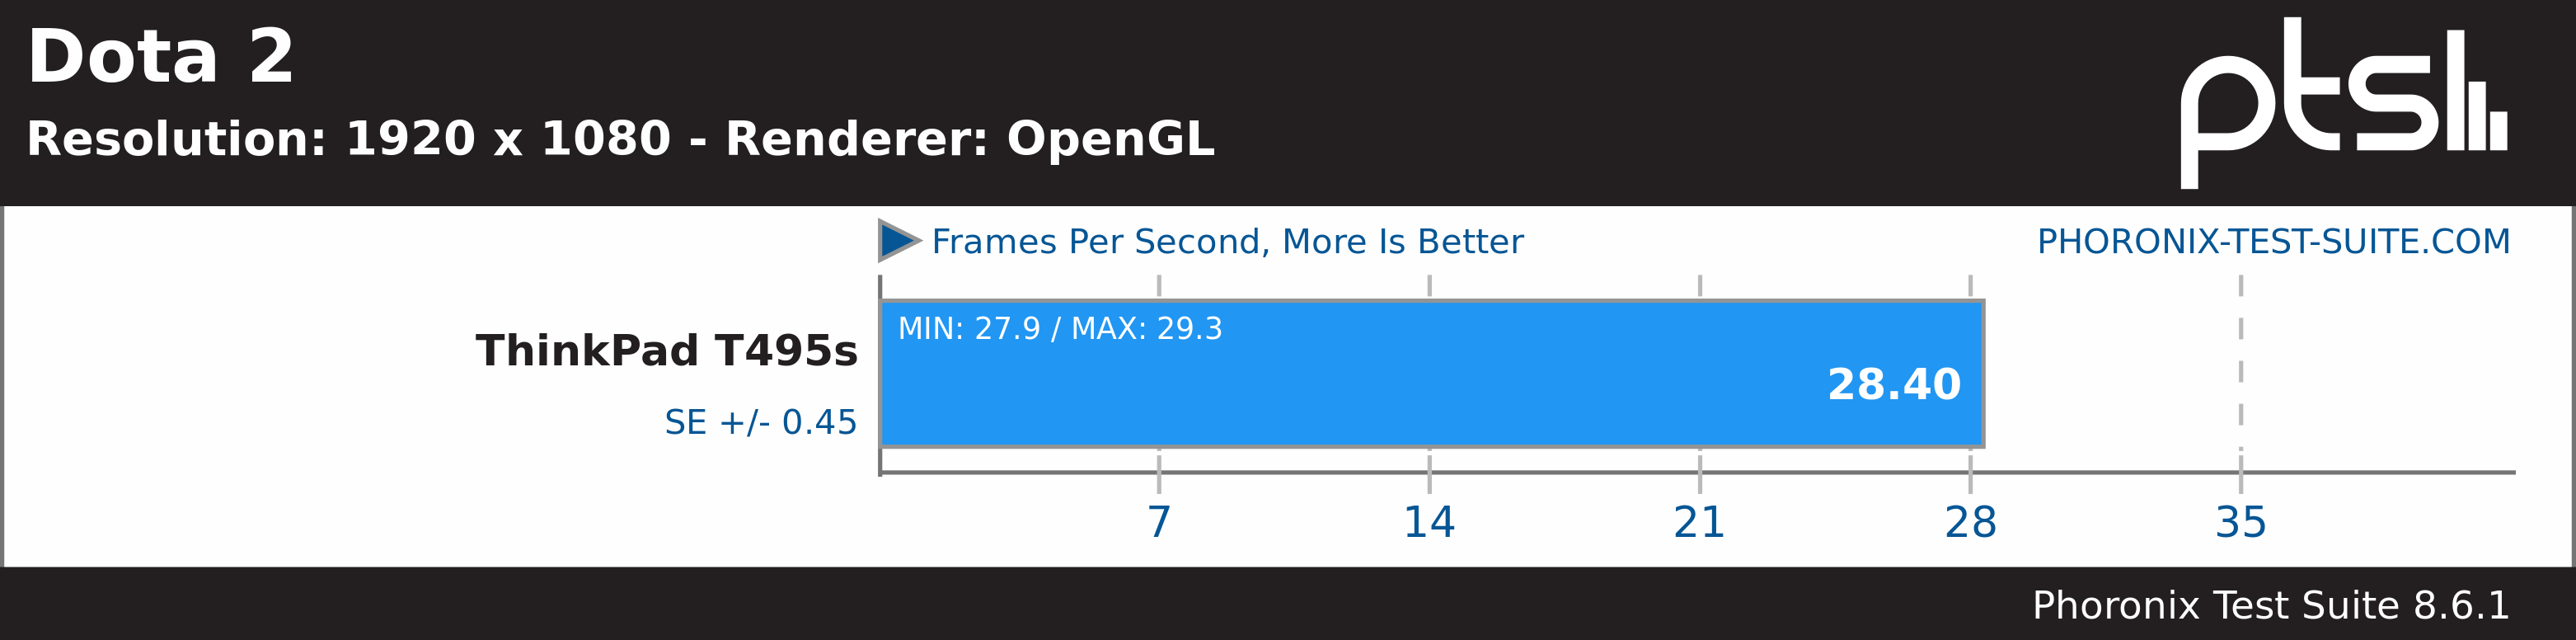 Dota 2
Resolution: 1920 x 1080 - Renderer: OpenGL
ptsl
Frames Per Second, More Is Better
PHORONIX-TEST-SUITE.COM
ThinkPad T495s
SE +/- 0.45
MIN: 27.9 / MAX: 29.3
28.40
7 14 21 28 35
Phoronix Test Suite 8.6.1